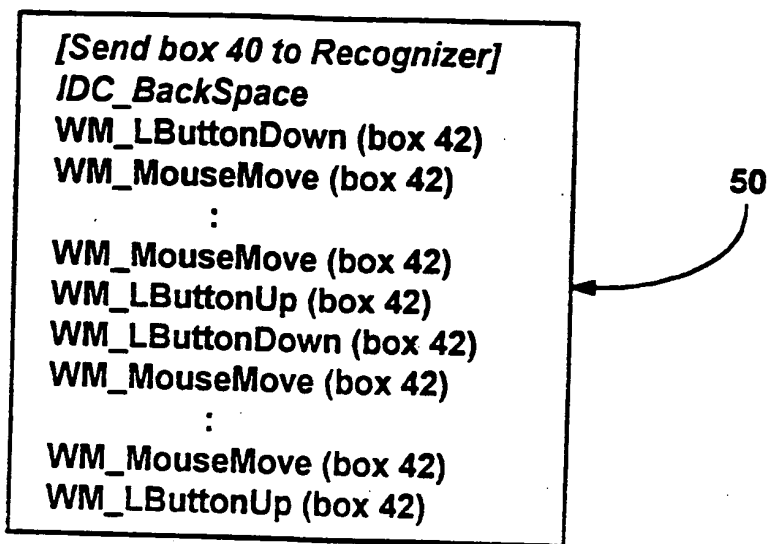 [Send box 40 to Recognizer]
IDC_BackSpace
WM_LButtonDown (box 42)
WM_MouseMove (box 42)
:
WM_MouseMove (box 42)
WM_LButtonUp (box 42)
WM_LButtonDown (box 42)
WM_MouseMove (box 42)
:
WM_MouseMove (box 42)
WM_LButtonUp (box 42)
50